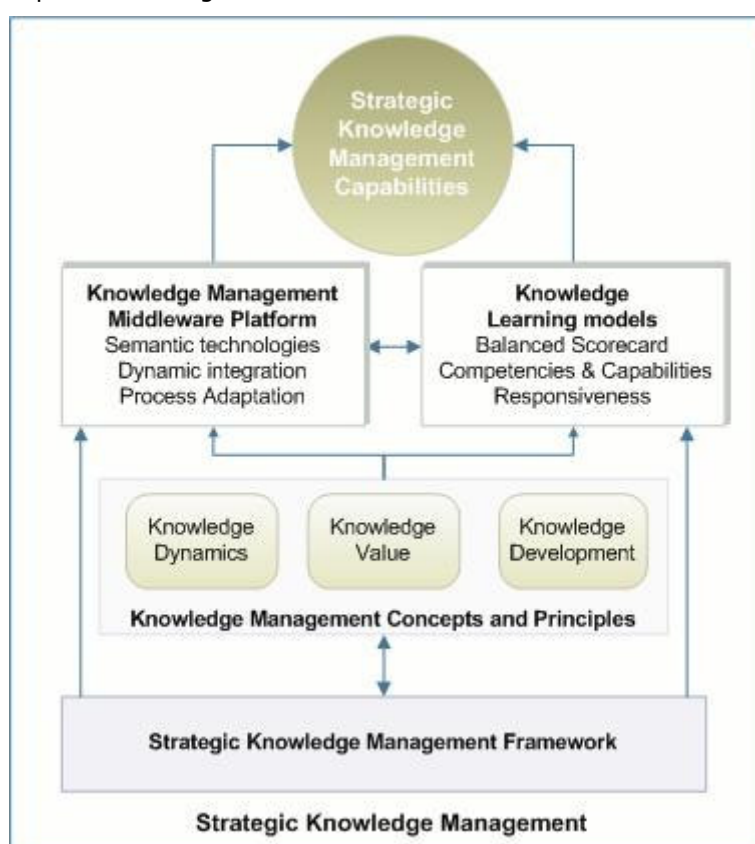 Strategic
Knowledge
Management
Capabilities
Knowledge Management
Middleware Platform
Semantic technologies
Dynamic integration
Process Adaptation
Knowledge
Learning models
Balanced Scorecard
Competencies & Capabilities
Responsiveness
Knowledge
Dynamics
Knowledge
Value
Knowledge
Development
Knowledge Management Concepts and Principles
Strategic Knowledge Management Framework
Strategic Knowledge Management